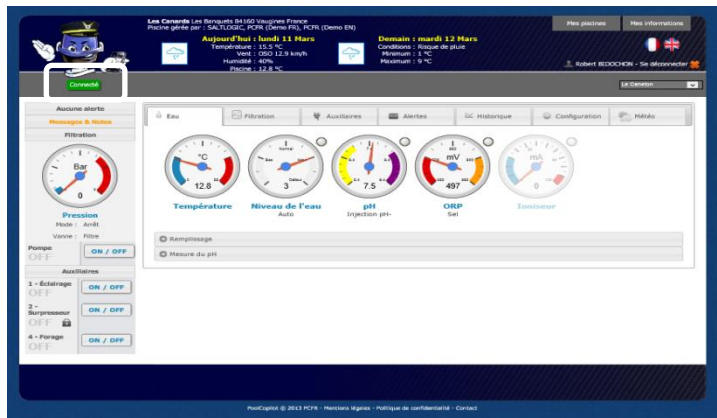 Les Canards Les Banquets 84160 Vaugines France
Piscine gérée par : SALTLOGIC, PCFR (Demo FR), PCFR (Demo EN)
Mes piscines
Mes informations
Aujourd'hui : lundi 11 Mars
Température : 15.5 °C
Vent : OSO 12.9 km/h
Humidité : 40%
Piscine : 12.8 °C
Demain : mardi 12 Mars
Conditions : Risque de pluie
Minimum : 1 °C
Maximum : 9 °C
Robert BIDOCHON - Se déconnecter
Connecté
Le Caneton
Aucune alerte
Messages & Notes
Filtration
Bar
0
Pression
Mode : Arrêt
Vanne : Filtre
Pompe
OFF
ON / OFF
Auxiliaires
1 - Éclairage
OFF
ON / OFF
2 -
Surpresseur
OFF
ON / OFF
4 - Forage
OFF
ON / OFF
Eau
Filtration
Auxiliaires
Alertes
Historique
Configuration
Météo
°C
12.8
Température
3
Niveau de l'eau
Auto
7.5
pH
Injection pH-
mV
497
ORP
Sel
mA
0
Ioniseur
Remplissage
Mesure du pH
PoolCopilot © 2013 PCFR - Mentions légales - Politique de confidentialité - Contact